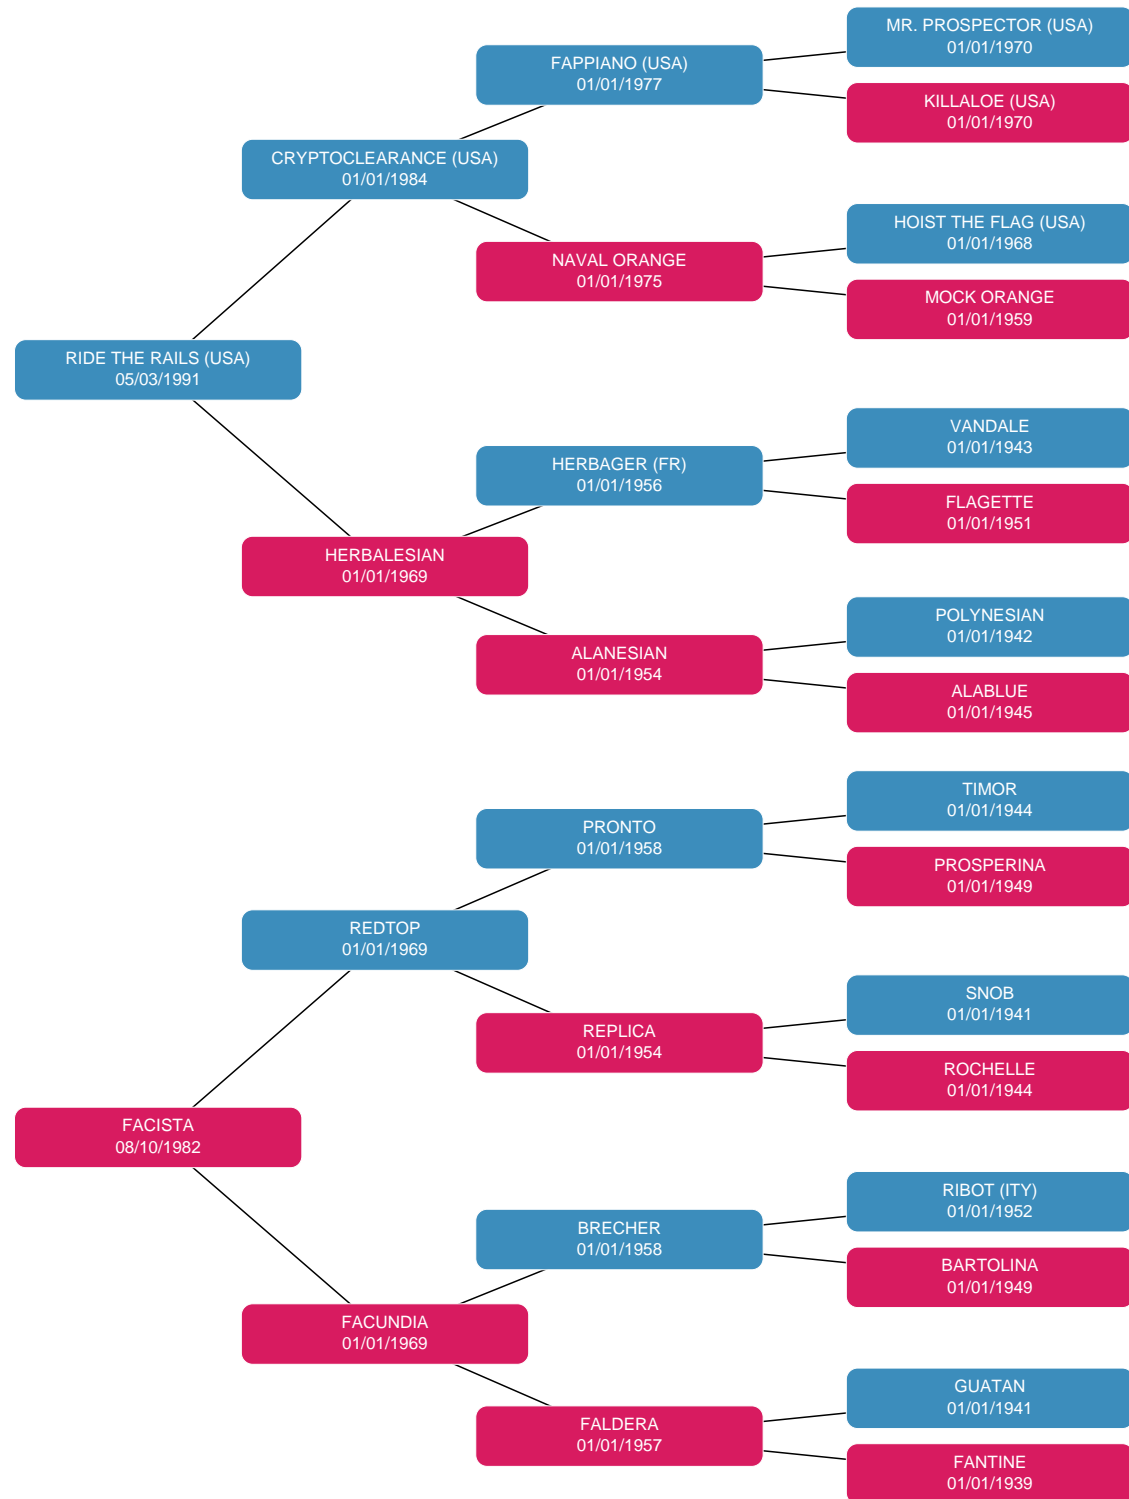 MR. PROSPECTOR (USA)
01/01/1970
FAPPIANO (USA)
01/01/1977
KILLALOE (USA)
01/01/1970
CRYPTOCLEARANCE (USA)
01/01/1984
HOIST THE FLAG (USA)
01/01/1968
NAVAL ORANGE
01/01/1975
MOCK ORANGE
01/01/1959
RIDE THE RAILS (USA)
05/03/1991
VANDALE
01/01/1943
HERBAGER (FR)
01/01/1956
FLAGETTE
01/01/1951
HERBALESIAN
01/01/1969
POLYNESIAN
01/01/1942
ALANESIAN
01/01/1954
ALABLUE
01/01/1945
TIMOR
01/01/1944
PRONTO
01/01/1958
PROSPERINA
01/01/1949
REDTOP
01/01/1969
SNOB
01/01/1941
REPLICA
01/01/1954
ROCHELLE
01/01/1944
FACISTA
08/10/1982
RIBOT (ITY)
01/01/1952
BRECHER
01/01/1958
BARTOLINA
01/01/1949
FACUNDIA
01/01/1969
GUATAN
01/01/1941
FALDERA
01/01/1957
FANTINE
01/01/1939